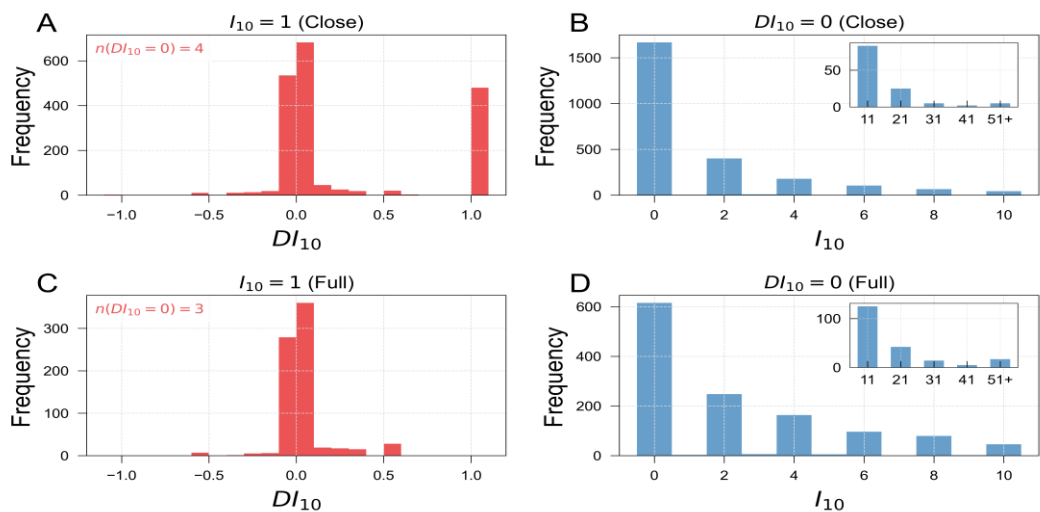 A
I₁₀ = 1 (Close)
n(DI₁₀ = 0) = 4
Frequency
600
400
200
0
−1.0 −0.5 0.0 0.5 1.0
DI₁₀
B
DI₁₀ = 0 (Close)
Frequency
1500
1000
500
0
0 2 4 6 8 10
I₁₀
50
0
11 21 31 41 51+
C
I₁₀ = 1 (Full)
n(DI₁₀ = 0) = 3
Frequency
300
200
100
0
−1.0 −0.5 0.0 0.5 1.0
DI₁₀
D
DI₁₀ = 0 (Full)
Frequency
600
400
200
0
0 2 4 6 8 10
I₁₀
100
0
11 21 31 41 51+